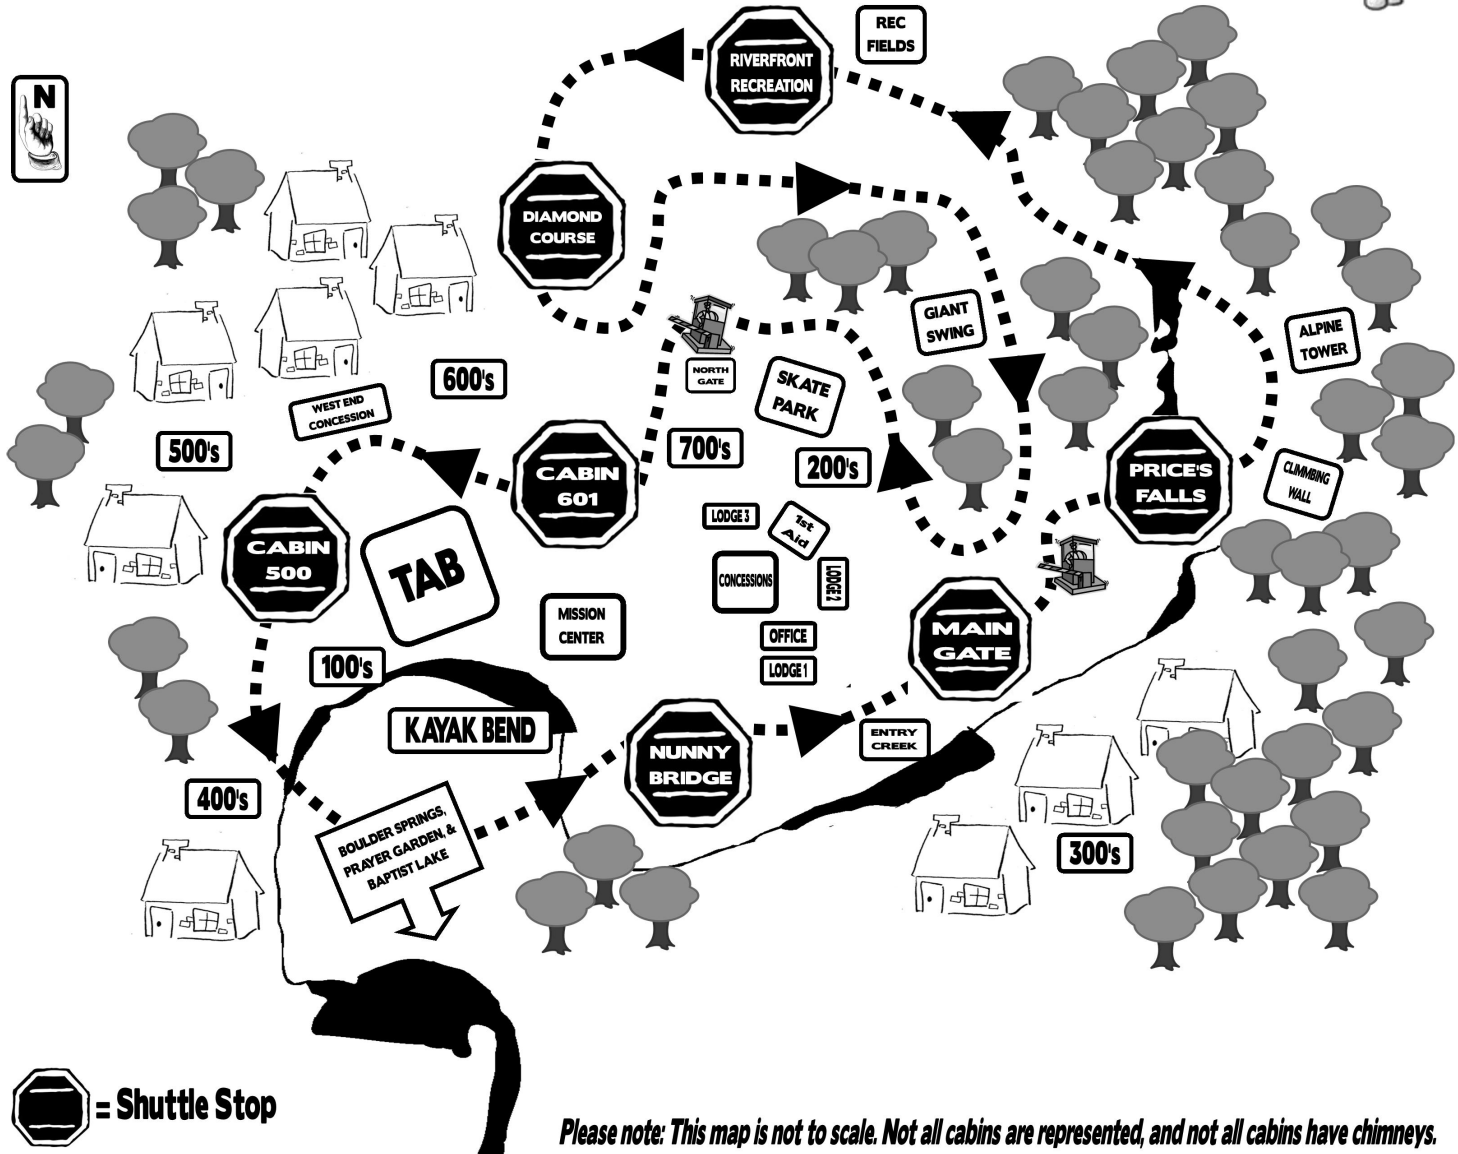 RIVERFRONT
RECREATION
REC
FIELDS
N
DIAMOND
COURSE
GIANT
SWING
ALPINE
TOWER
NORTH
GATE
SKATE
PARK
600's
WEST END
CONCESSION
500's
700's
200's
CABIN
601
PRICE'S
FALLS
CLIMMBING
WALL
LODGE 3
1st
Aid
CABIN
500
TAB
CONCESSIONS
LODGE 2
MISSION
CENTER
OFFICE
LODGE 1
MAIN
GATE
100's
KAYAK BEND
NUNNY
BRIDGE
ENTRY
CREEK
400's
BOULDER SPRINGS,
PRAYER GARDEN, &
BAPTIST LAKE
300's
= Shuttle Stop
Please note: This map is not to scale. Not all cabins are represented, and not all cabins have chimneys.